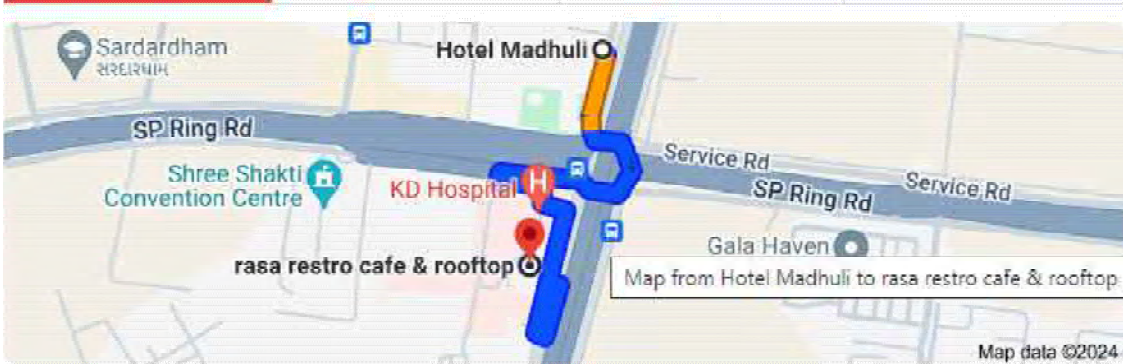 Sardardham
સરદારધામ
Hotel Madhuli
SP Ring Rd
Service Rd
Shree Shakti
Convention Centre
KD Hospital
H
SP Ring Rd
Service Rd
Gala Haven
rasa restro cafe & rooftop
Map from Hotel Madhuli to rasa restro cafe & rooftop
Map data ©2024